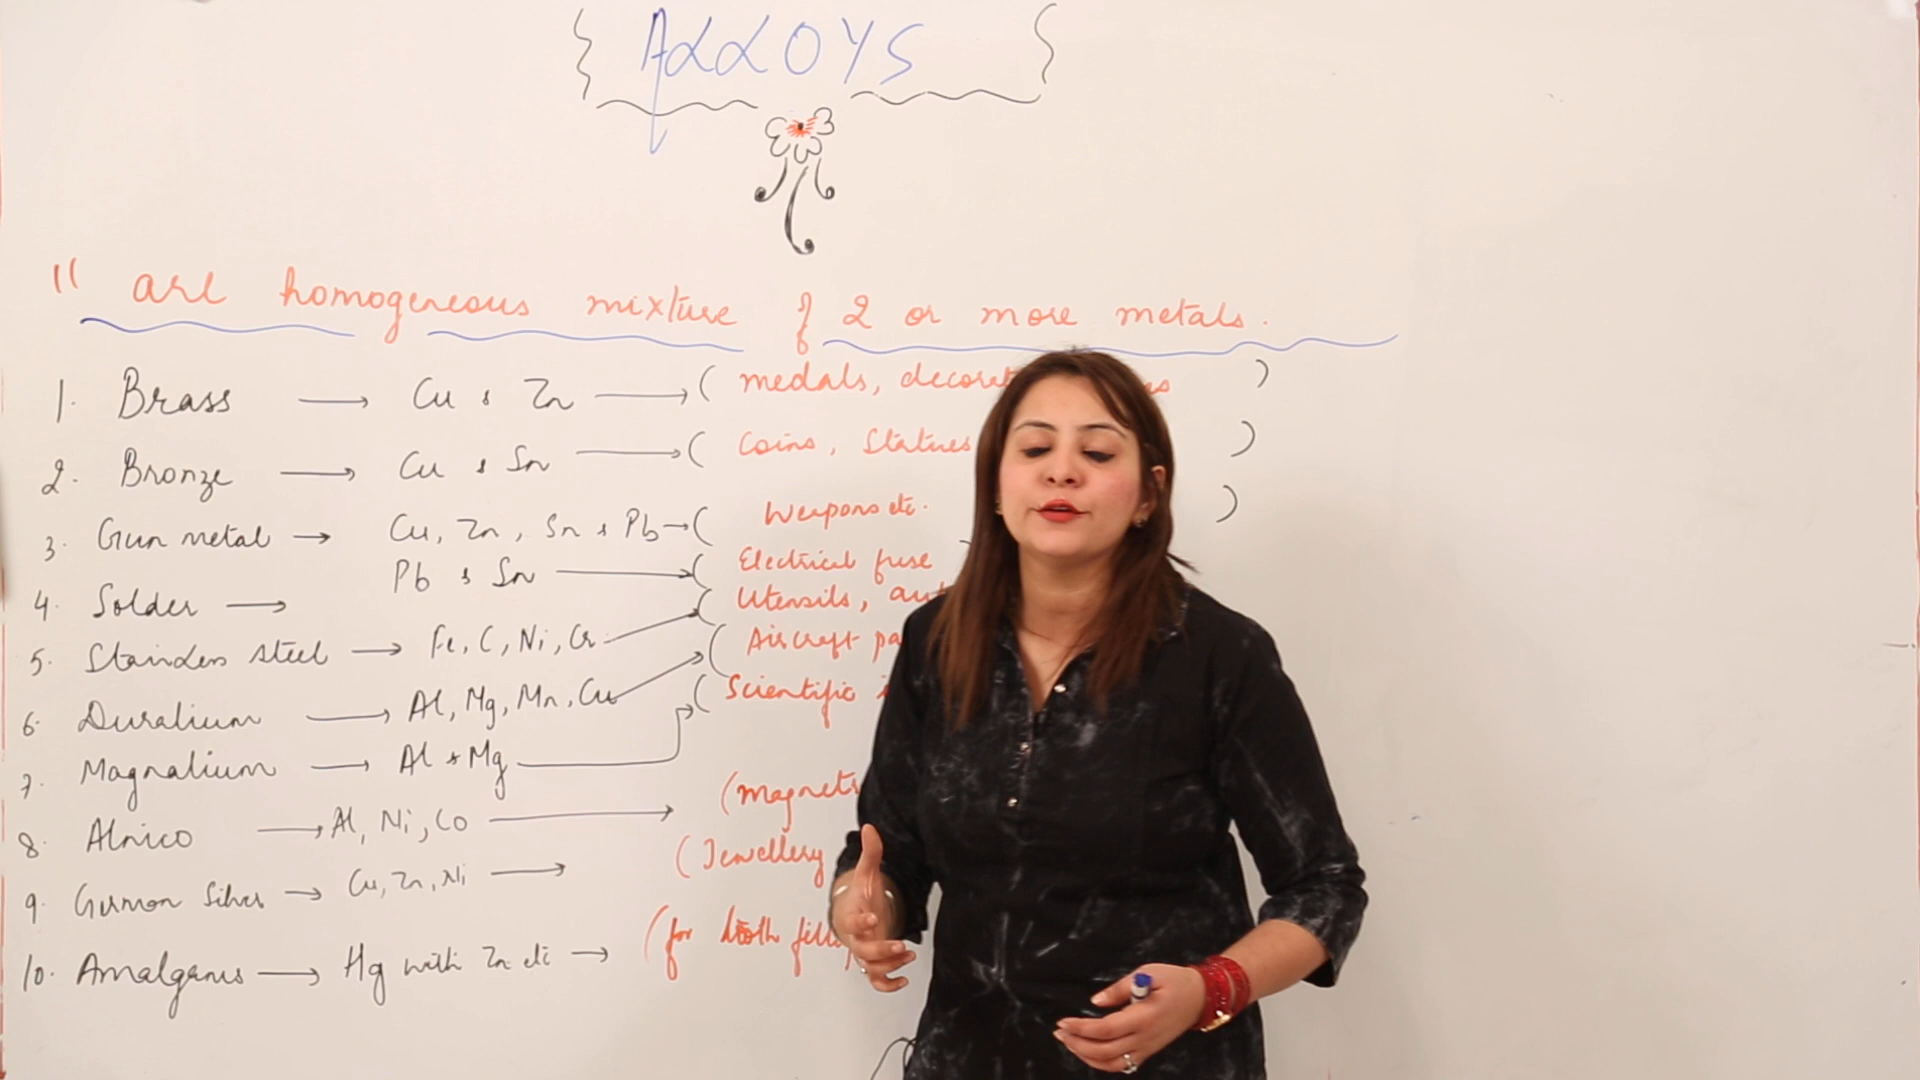 ALLOYS
" are homogeneous mixture of 2 or more metals.
1. Brass → Cu & Zn → ( medals, )
2. Bronze → Cu & Sn → ( Coins, Statues )
3. Gun metal → Cu, Zn, Sn & Pb → ( Weapons etc. )
4. Solder → Pb & Sn → ( Electrical fuse )
5. Stainless steel → Fe, C, Ni, Cr → ( Utensils,
6. Duralium → Al, Mg, Mn, Cu → ( Aircraft
7. Magnalium → Al & Mg → ( Scientific
8. Alnico → Al, Ni, Co → (magnets
9. German Silver → Cu, Zn, Ni → (Jewellery
10. Amalgams → Hg with Zn etc → (for tooth